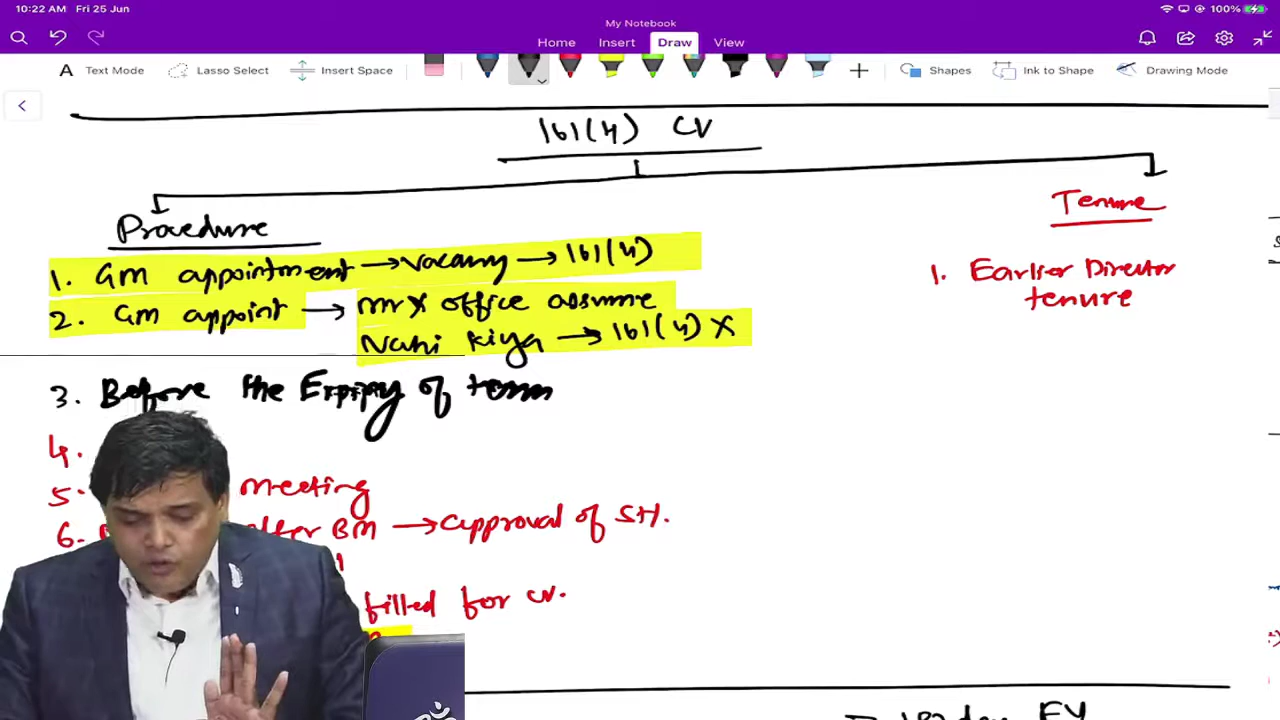 10:22 AM Fri 25 Jun
100%
My Notebook
Home Insert Draw View
Text Mode Lasso Select Insert Space Shapes Ink to Shape Drawing Mode
161(4) CV
Procedure
Tenure
1. GM appointment → vacany → 161(4)
2. GM appoint → Mr X office assume
Nahi kiya → 161(4) X
1. Earlier Director
tenure
3. Before the Expipy of term
4.
5. meeting
6. BM → approval of SH.
filled for cv.
FY